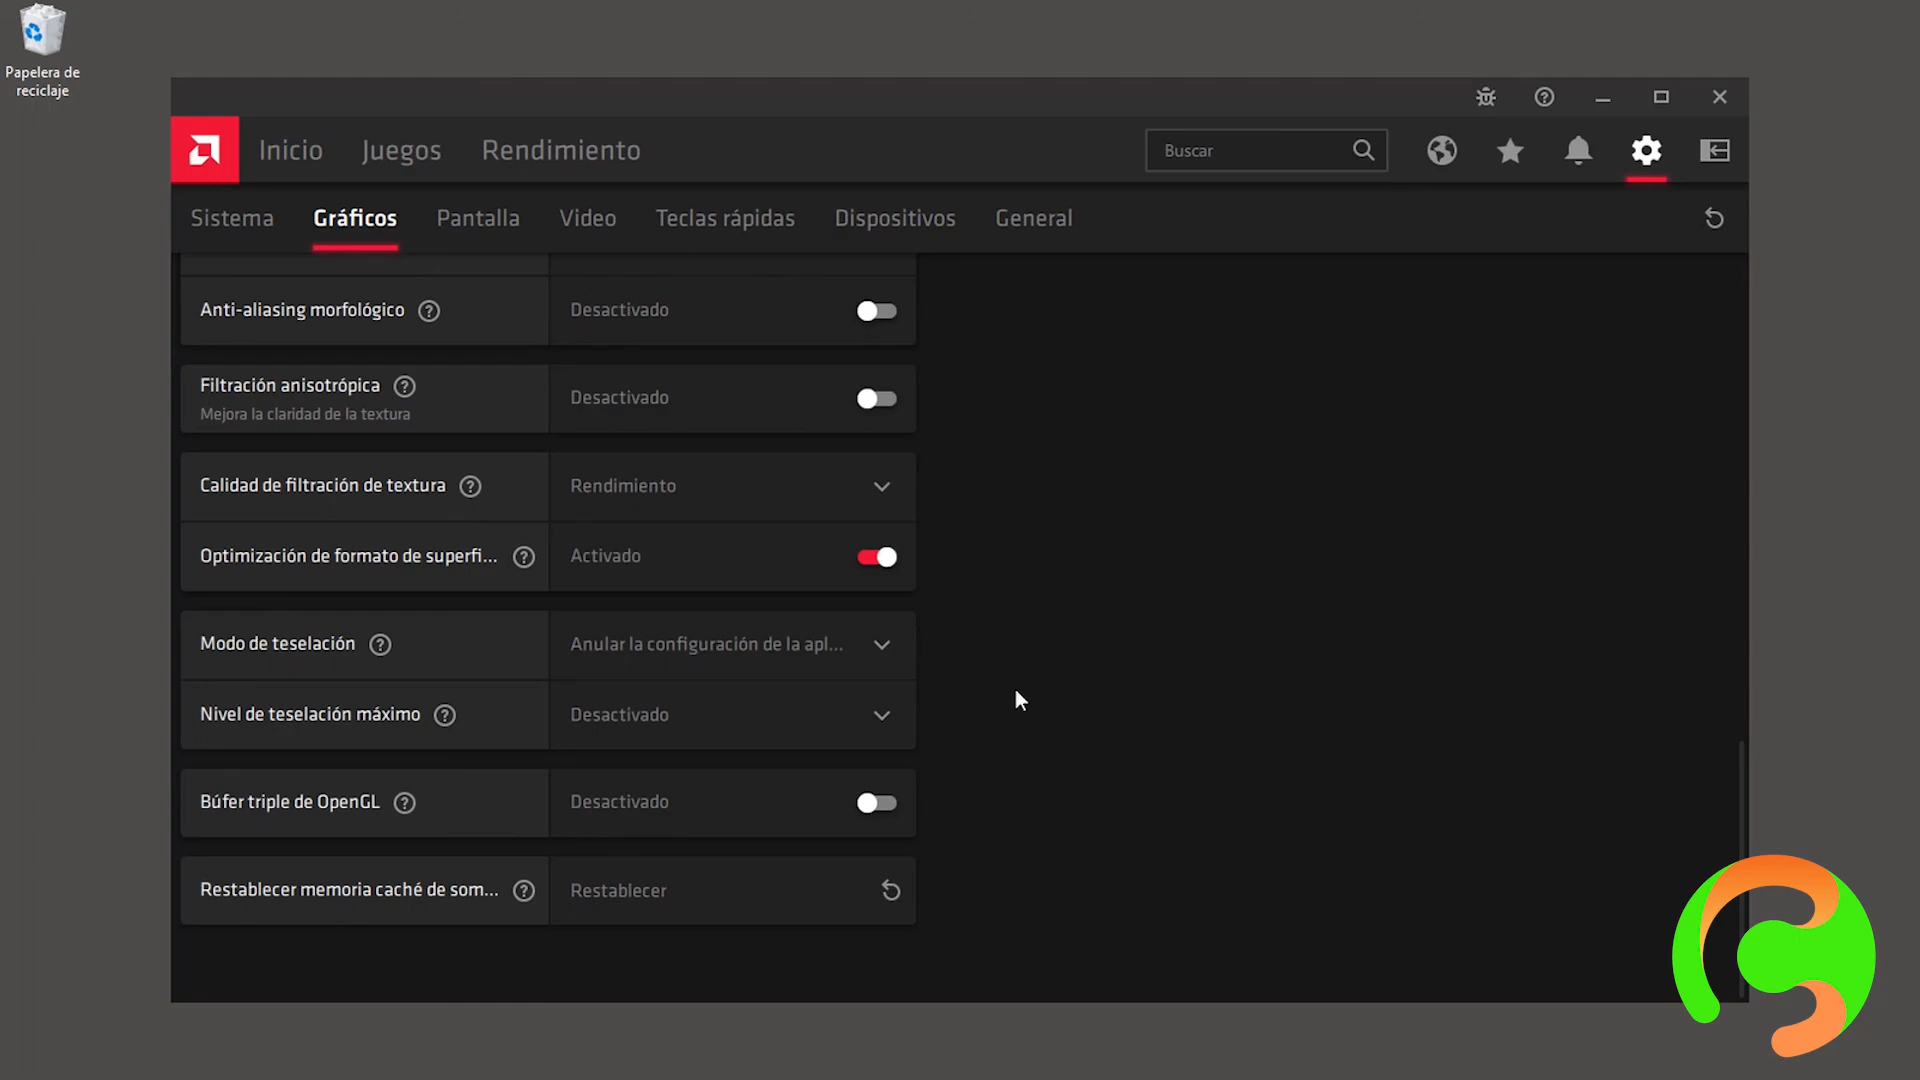 Papelera de
reciclaje
Inicio
Juegos
Rendimiento
Buscar
Sistema
Gráficos
Pantalla
Video
Teclas rápidas
Dispositivos
General
Anti-aliasing morfológico
Desactivado
Filtración anisotrópica
Mejora la claridad de la textura
Desactivado
Calidad de filtración de textura
Rendimiento
Optimización de formato de superfi...
Activado
Modo de teselación
Anular la configuración de la apl...
Nivel de teselación máximo
Desactivado
Búfer triple de OpenGL
Desactivado
Restablecer memoria caché de som...
Restablecer